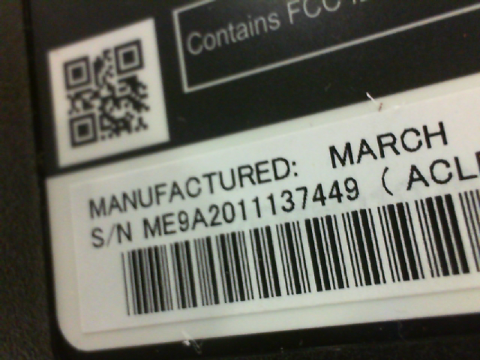 Contains FCC
MANUFACTURED: MARCH
S/N ME9A2011137449 ( ACL